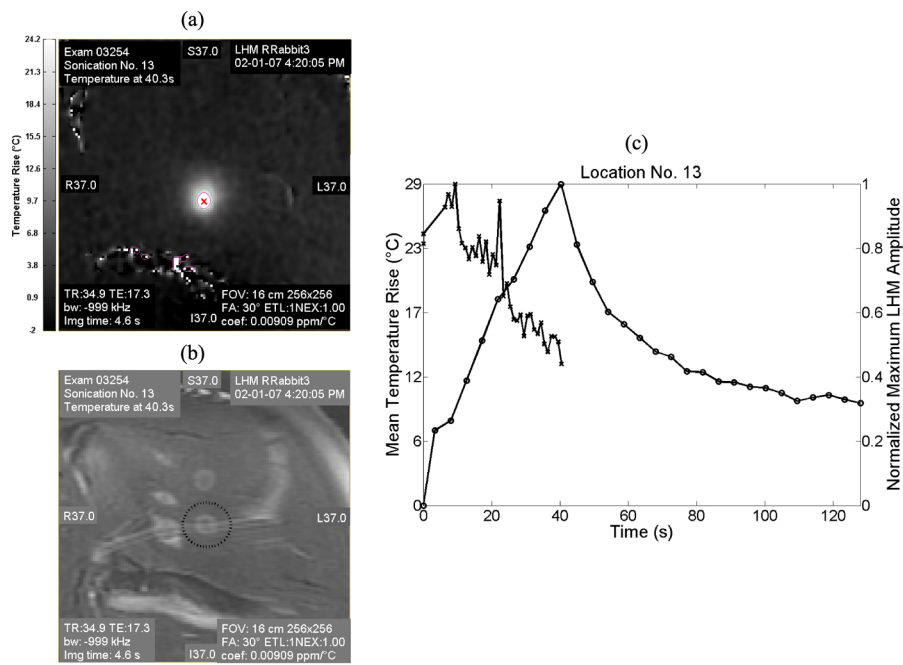 (a)
24.2
21.3
18.4
15.5
12.6
9.7
6.8
3.8
0.9
-2
Temperature Rise (°C)
Exam 03254
Sonication No. 13
Temperature at 40.3s
S37.0
LHM RRabbit3
02-01-07 4:20:05 PM
R37.0
L37.0
TR:34.9 TE:17.3
bw: -999 kHz
Img time: 4.6 s
I37.0
FOV: 16 cm 256x256
FA: 30° ETL:1NEX:1.00
coef: 0.00909 ppm/°C
(b)
Exam 03254
Sonication No. 13
Temperature at 40.3s
S37.0
LHM RRabbit3
02-01-07 4:20:05 PM
R37.0
L37.0
TR:34.9 TE:17.3
bw: -999 kHz
Img time: 4.6 s
I37.0
FOV: 16 cm 256x256
FA: 30° ETL:1NEX:1.00
coef: 0.00909 ppm/°C
(c)
Location No. 13
29
23
17
12
6
0
Mean Temperature Rise (°C)
1
0.8
0.6
0.4
0.2
0
Normalized Maximum LHM Amplitude
0 20 40 60 80 100 120
Time (s)